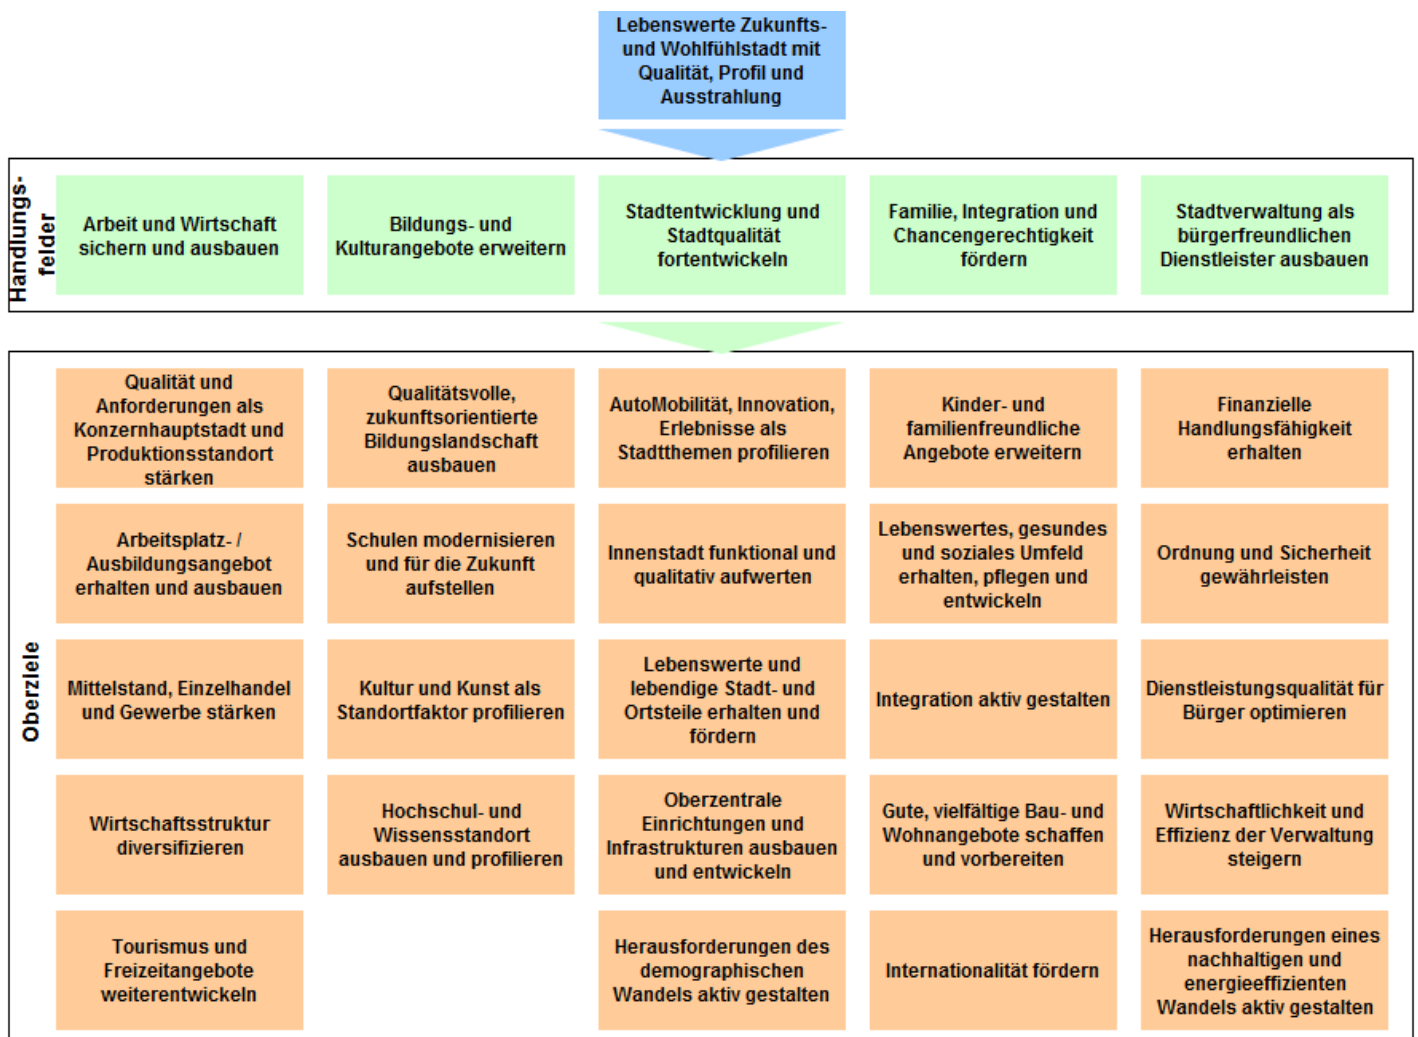 Lebenswerte Zukunfts-
und Wohlfühlstadt mit
Qualität, Profil und
Ausstrahlung
Handlungs-
felder
Arbeit und Wirtschaft
sichern und ausbauen
Bildungs- und
Kulturangebote erweitern
Stadtentwicklung und
Stadtqualität
fortentwickeln
Familie, Integration und
Chancengerechtigkeit
fördern
Stadtverwaltung als
bürgerfreundlichen
Dienstleister ausbauen
Oberziele
Qualität und
Anforderungen als
Konzernhauptstadt und
Produktionsstandort
stärken
Qualitätsvolle,
zukunftsorientierte
Bildungslandschaft
ausbauen
AutoMobilität, Innovation,
Erlebnisse als
Stadtthemen profilieren
Kinder- und
familienfreundliche
Angebote erweitern
Finanzielle
Handlungsfähigkeit
erhalten
Arbeitsplatz- /
Ausbildungsangebot
erhalten und ausbauen
Schulen modernisieren
und für die Zukunft
aufstellen
Innenstadt funktional und
qualitativ aufwerten
Lebenswertes, gesundes
und soziales Umfeld
erhalten, pflegen und
entwickeln
Ordnung und Sicherheit
gewährleisten
Mittelstand, Einzelhandel
und Gewerbe stärken
Kultur und Kunst als
Standortfaktor profilieren
Lebenswerte und
lebendige Stadt- und
Ortsteile erhalten und
fördern
Integration aktiv gestalten
Dienstleistungsqualität für
Bürger optimieren
Wirtschaftsstruktur
diversifizieren
Hochschul- und
Wissensstandort
ausbauen und profilieren
Oberzentrale
Einrichtungen und
Infrastrukturen ausbauen
und entwickeln
Gute, vielfältige Bau- und
Wohnangebote schaffen
und vorbereiten
Wirtschaftlichkeit und
Effizienz der Verwaltung
steigern
Tourismus und
Freizeitangebote
weiterentwickeln
Herausforderungen des
demographischen
Wandels aktiv gestalten
Internationalität fördern
Herausforderungen eines
nachhaltigen und
energieeffizienten
Wandels aktiv gestalten